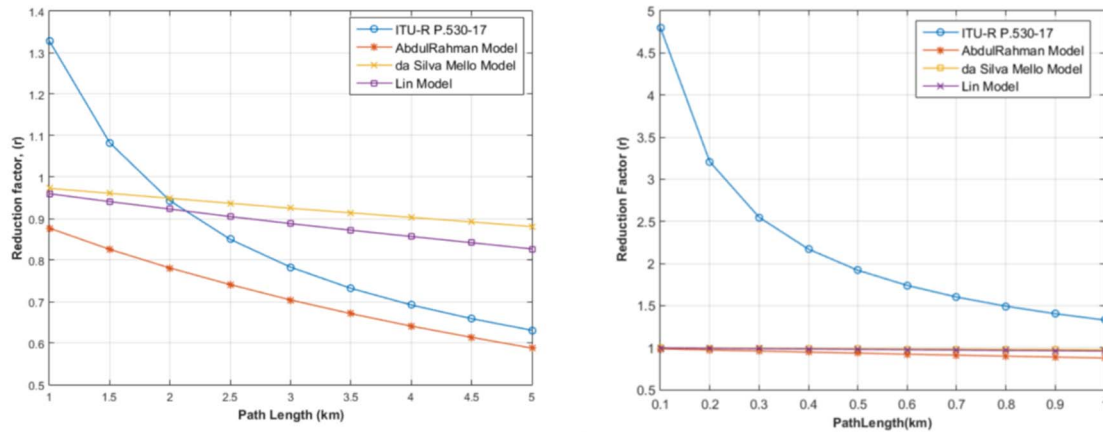 1.4
1.3
1.2
1.1
1
0.9
0.8
0.7
0.6
0.5
Reduction factor, (r)
ITU-R P.530-17
AbdulRahman Model
da Silva Mello Model
Lin Model
1 1.5 2 2.5 3 3.5 4 4.5 5
Path Length (km)
5
4.5
4
3.5
3
2.5
2
1.5
1
0.5
Reduction Factor (r)
ITU-R P.530-17
AbdulRahman Model
da Silva Mello Model
Lin Model
0.1 0.2 0.3 0.4 0.5 0.6 0.7 0.8 0.9
PathLength(km)